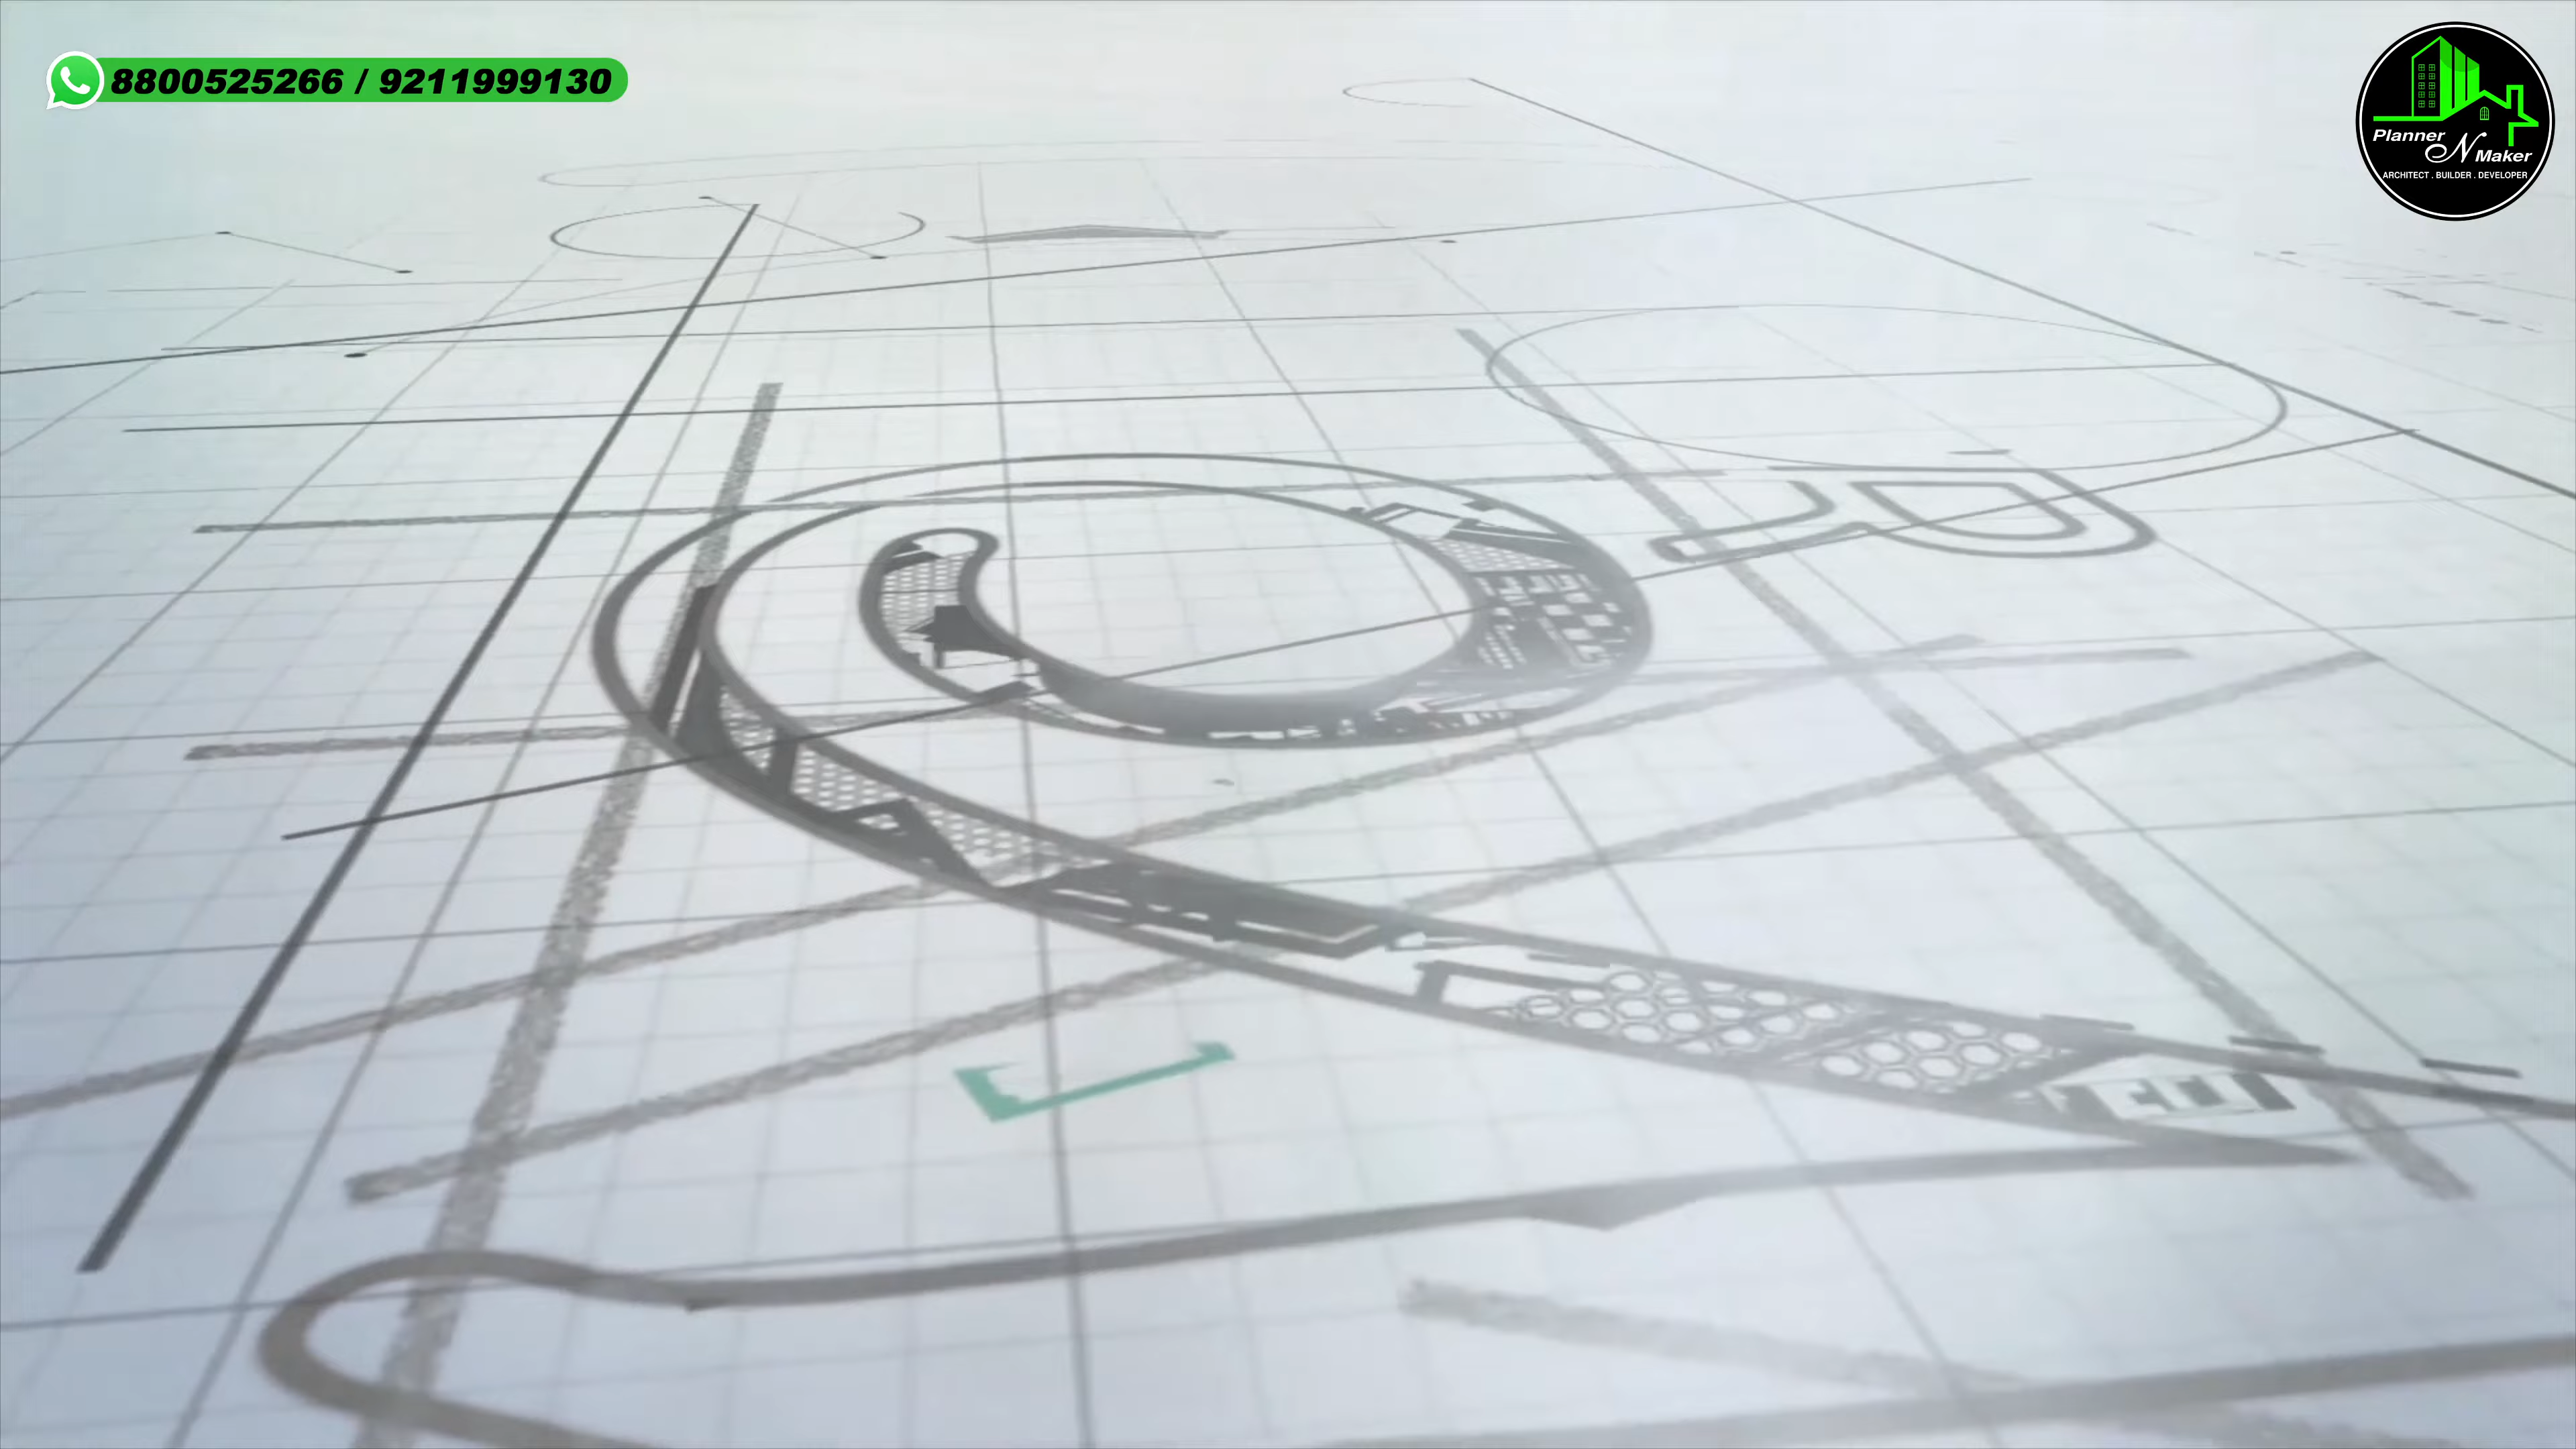 8800525266 / 9211999130
Planner
N Maker
ARCHITECT . BUILDER . DEVELOPER